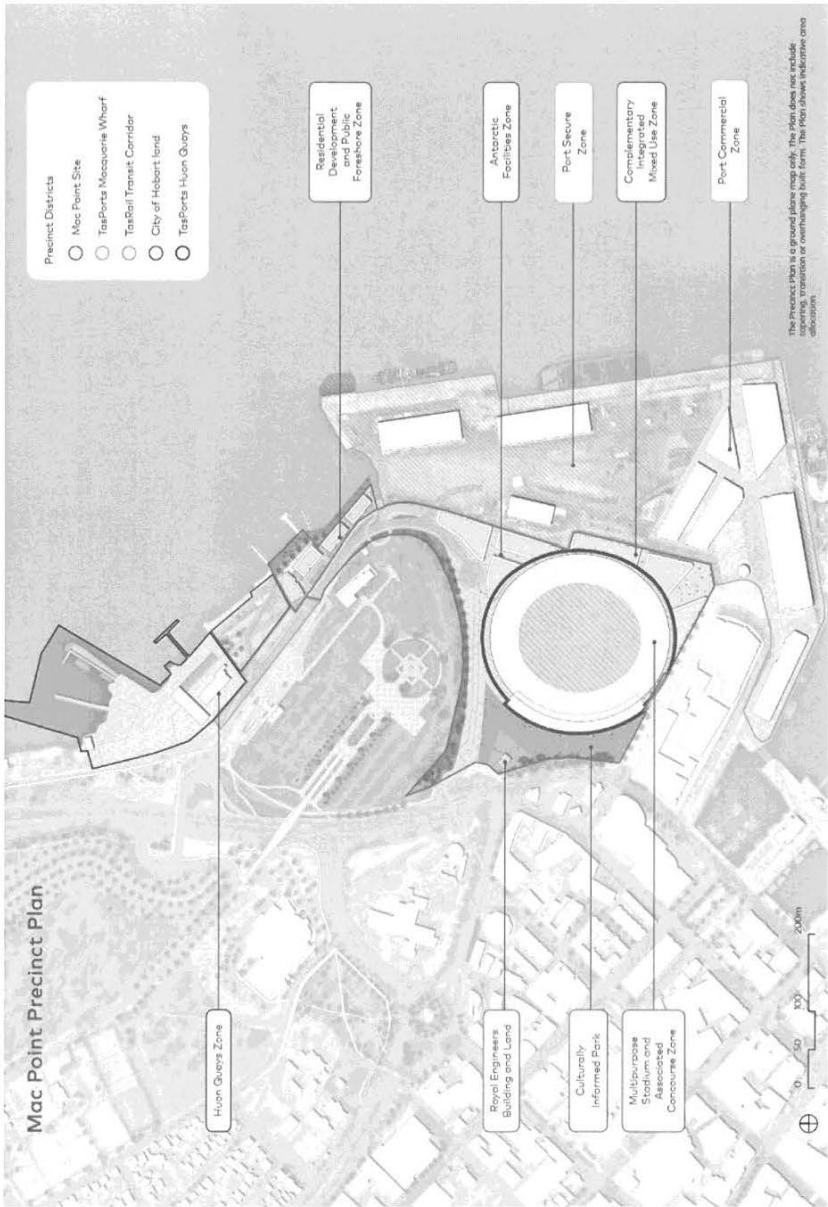 Mac Point Precinct Plan
Precinct Districts
Mac Point Site
TasPorts Macquarie Wharf
TasRail Transit Corridor
City of Hobart land
TasPorts Huon Quays
Huon Quays Zone
Residential
Development
and Public
Foreshore Zone
Antarctic
Facilities Zone
Port Secure
Zone
Complementary
Integrated
Mixed Use Zone
Port Commercial
Zone
Royal Engineers
Building and Land
Culturally
Informed Park
Multipurpose
Stadium and
Associated
Concourse Zone
0 50 100 200m
The Precinct Plan is a ground plane map only. The Plan does not include
tapering, transition or overhanging built form. The Plan shows indicative area
allocation